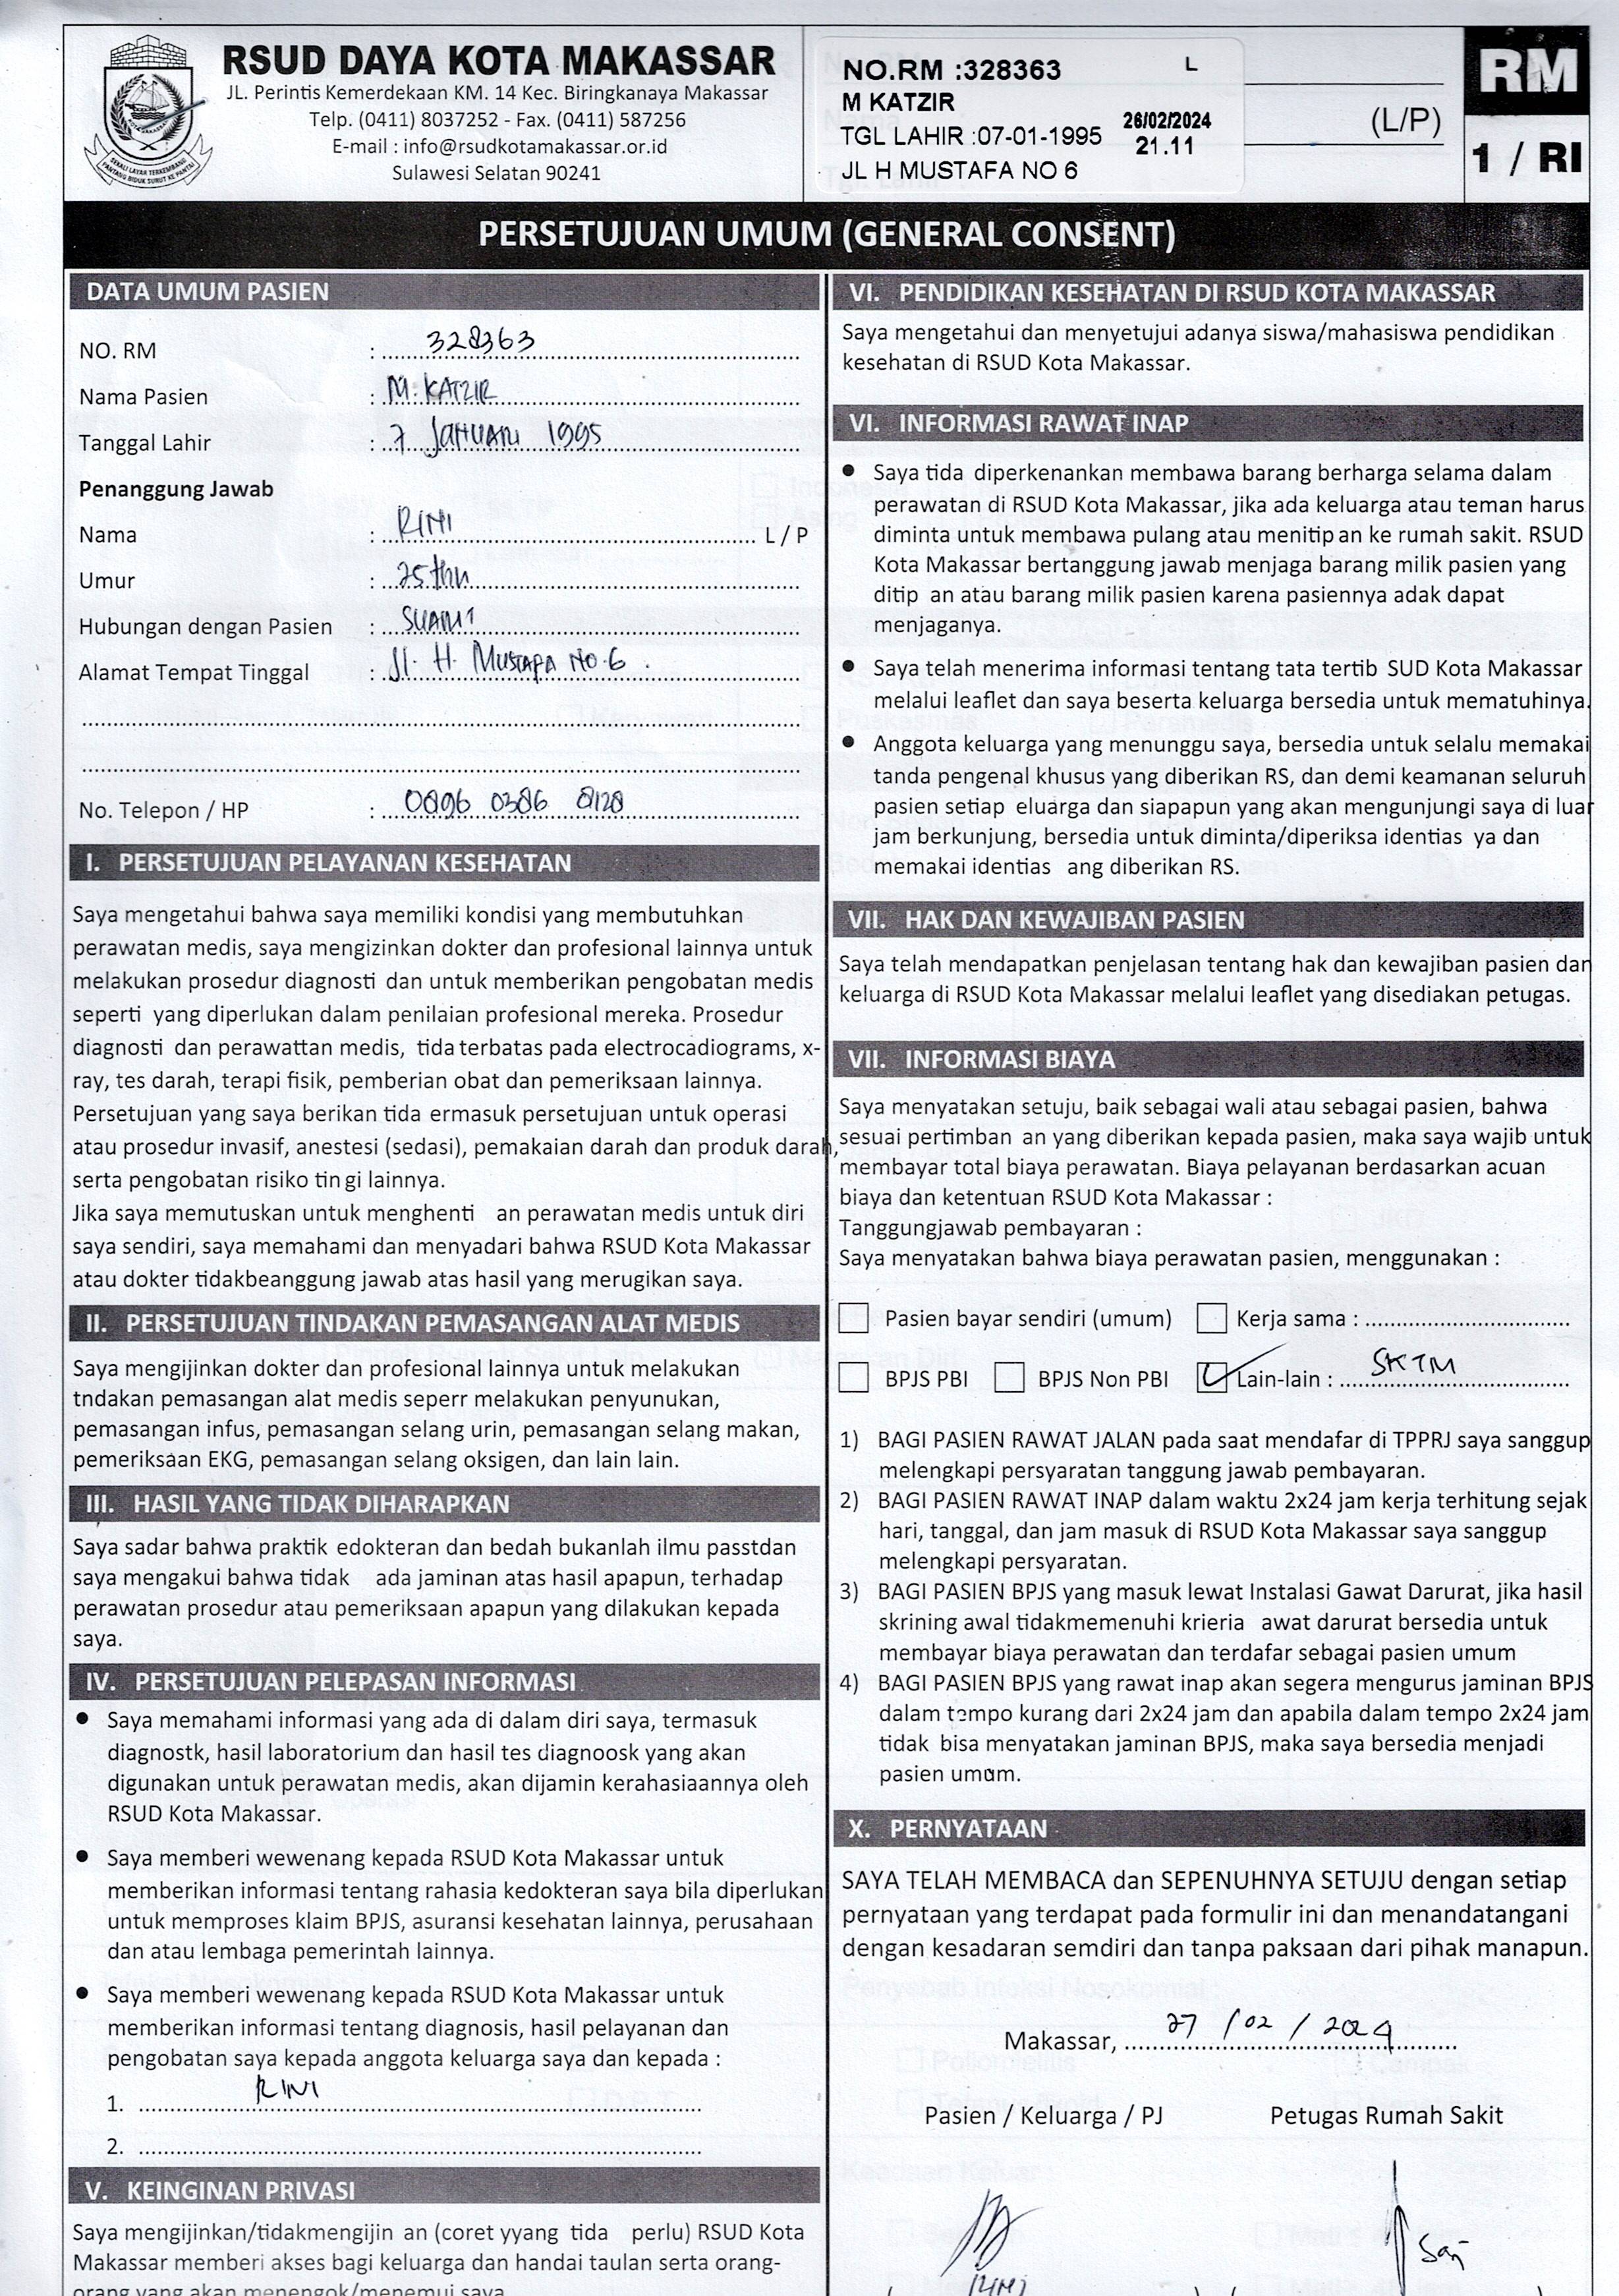 RSUD DAYA KOTA MAKASSAR
JL. Perintis Kemerdekaan KM. 14 Kec. Biringkanaya Makassar
Telp. (0411) 8037252 - Fax. (0411) 587256
E-mail : info@rsudkotamakassar.or.id
Sulawesi Selatan 90241
NO.RM :328363 L
M KATZIR
TGL LAHIR :07-01-1995
JL H MUSTAFA NO 6
26/02/2024
21.11
(L/P)
RM
1 / RI
PERSETUJUAN UMUM (GENERAL CONSENT)
DATA UMUM PASIEN
NO. RM : 328363
Nama Pasien : M. KATZIR
Tanggal Lahir : 7 JANUARI 1995
Penanggung Jawab
Nama : RINI L / P
Umur : 25 thn
Hubungan dengan Pasien : SUAMI
Alamat Tempat Tinggal : Jl. H. MUSTAFA NO.6.
No. Telepon / HP : 0896 0386 8128
I. PERSETUJUAN PELAYANAN KESEHATAN
Saya mengetahui bahwa saya memiliki kondisi yang membutuhkan
perawatan medis, saya mengizinkan dokter dan profesional lainnya untuk
melakukan prosedur diagnosti dan untuk memberikan pengobatan medis
seperti yang diperlukan dalam penilaian profesional mereka. Prosedur
diagnosti dan perawattan medis, tida terbatas pada electrocadiograms, x-
ray, tes darah, terapi fisik, pemberian obat dan pemeriksaan lainnya.
Persetujuan yang saya berikan tida ermasuk persetujuan untuk operasi
atau prosedur invasif, anestesi (sedasi), pemakaian darah dan produk darah,
serta pengobatan risiko tin gi lainnya.
Jika saya memutuskan untuk menghenti an perawatan medis untuk diri
saya sendiri, saya memahami dan menyadari bahwa RSUD Kota Makassar
atau dokter tidakbeanggung jawab atas hasil yang merugikan saya.
II. PERSETUJUAN TINDAKAN PEMASANGAN ALAT MEDIS
Saya mengijinkan dokter dan profesional lainnya untuk melakukan
tndakan pemasangan alat medis seperr melakukan penyunukan,
pemasangan infus, pemasangan selang urin, pemasangan selang makan,
pemeriksaan EKG, pemasangan selang oksigen, dan lain lain.
III. HASIL YANG TIDAK DIHARAPKAN
Saya sadar bahwa praktik edokteran dan bedah bukanlah ilmu passtdan
saya mengakui bahwa tidak ada jaminan atas hasil apapun, terhadap
perawatan prosedur atau pemeriksaan apapun yang dilakukan kepada
saya.
IV. PERSETUJUAN PELEPASAN INFORMASI
● Saya memahami informasi yang ada di dalam diri saya, termasuk
diagnostk, hasil laboratorium dan hasil tes diagnoosk yang akan
digunakan untuk perawatan medis, akan dijamin kerahasiaannya oleh
RSUD Kota Makassar.
● Saya memberi wewenang kepada RSUD Kota Makassar untuk
memberikan informasi tentang rahasia kedokteran saya bila diperlukan
untuk memproses klaim BPJS, asuransi kesehatan lainnya, perusahaan
dan atau lembaga pemerintah lainnya.
● Saya memberi wewenang kepada RSUD Kota Makassar untuk
memberikan informasi tentang diagnosis, hasil pelayanan dan
pengobatan saya kepada anggota keluarga saya dan kepada :
1. RINI
2.
V. KEINGINAN PRIVASI
Saya mengijinkan/tidakmengijin an (coret yyang tida perlu) RSUD Kota
Makassar memberi akses bagi keluarga dan handai taulan serta orang-
orang yang akan menengok/menemui saya
VI. PENDIDIKAN KESEHATAN DI RSUD KOTA MAKASSAR
Saya mengetahui dan menyetujui adanya siswa/mahasiswa pendidikan
kesehatan di RSUD Kota Makassar.
VI. INFORMASI RAWAT INAP
● Saya tida diperkenankan membawa barang berharga selama dalam
perawatan di RSUD Kota Makassar, jika ada keluarga atau teman harus
diminta untuk membawa pulang atau menitip an ke rumah sakit. RSUD
Kota Makassar bertanggung jawab menjaga barang milik pasien yang
ditip an atau barang milik pasien karena pasiennya adak dapat
menjaganya.
● Saya telah menerima informasi tentang tata tertib SUD Kota Makassar
melalui leaflet dan saya beserta keluarga bersedia untuk mematuhinya.
● Anggota keluarga yang menunggu saya, bersedia untuk selalu memakai
tanda pengenal khusus yang diberikan RS, dan demi keamanan seluruh
pasien setiap eluarga dan siapapun yang akan mengunjungi saya di luar
jam berkunjung, bersedia untuk diminta/diperiksa identias ya dan
memakai identias ang diberikan RS.
VII. HAK DAN KEWAJIBAN PASIEN
Saya telah mendapatkan penjelasan tentang hak dan kewajiban pasien dan
keluarga di RSUD Kota Makassar melalui leaflet yang disediakan petugas.
VII. INFORMASI BIAYA
Saya menyatakan setuju, baik sebagai wali atau sebagai pasien, bahwa
sesuai pertimban an yang diberikan kepada pasien, maka saya wajib untuk
membayar total biaya perawatan. Biaya pelayanan berdasarkan acuan
biaya dan ketentuan RSUD Kota Makassar :
Tanggungjawab pembayaran :
Saya menyatakan bahwa biaya perawatan pasien, menggunakan :
Pasien bayar sendiri (umum) Kerja sama :
BPJS PBI BPJS Non PBI Lain-lain : SKTM
1) BAGI PASIEN RAWAT JALAN pada saat mendafar di TPPRJ saya sanggup
melengkapi persyaratan tanggung jawab pembayaran.
2) BAGI PASIEN RAWAT INAP dalam waktu 2x24 jam kerja terhitung sejak
hari, tanggal, dan jam masuk di RSUD Kota Makassar saya sanggup
melengkapi persyaratan.
3) BAGI PASIEN BPJS yang masuk lewat Instalasi Gawat Darurat, jika hasil
skrining awal tidakmemenuhi krieria awat darurat bersedia untuk
membayar biaya perawatan dan terdafar sebagai pasien umum
4) BAGI PASIEN BPJS yang rawat inap akan segera mengurus jaminan BPJS
dalam tempo kurang dari 2x24 jam dan apabila dalam tempo 2x24 jam
tidak bisa menyatakan jaminan BPJS, maka saya bersedia menjadi
pasien umum.
X. PERNYATAAN
SAYA TELAH MEMBACA dan SEPENUHNYA SETUJU dengan setiap
pernyataan yang terdapat pada formulir ini dan menandatangani
dengan kesadaran semdiri dan tanpa paksaan dari pihak manapun.
Makassar, 27 / 02 / 2024
Pasien / Keluarga / PJ Petugas Rumah Sakit
RINI